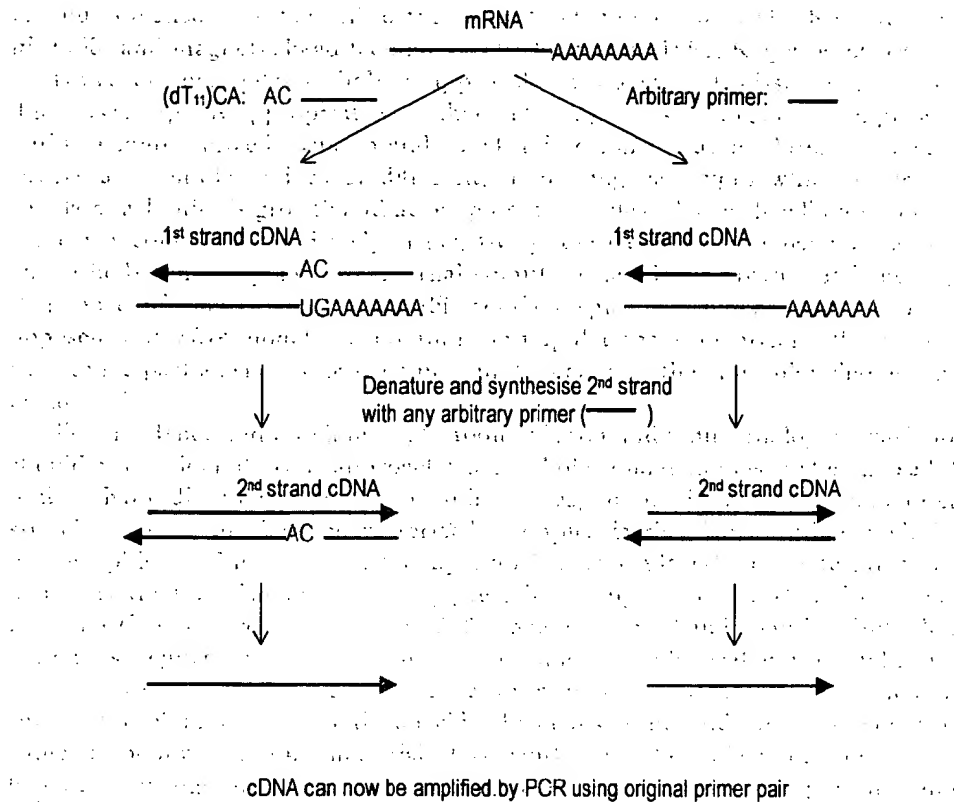 mRNA
AAAAAAAA
(dT11)CA: AC
Arbitrary primer:
1st strand cDNA
1st strand cDNA
AC
UGAAAAAAA
AAAAAAA
Denature and synthesise 2nd strand
with any arbitrary primer ( )
2nd strand cDNA
2nd strand cDNA
AC
cDNA can now be amplified by PCR using original primer pair